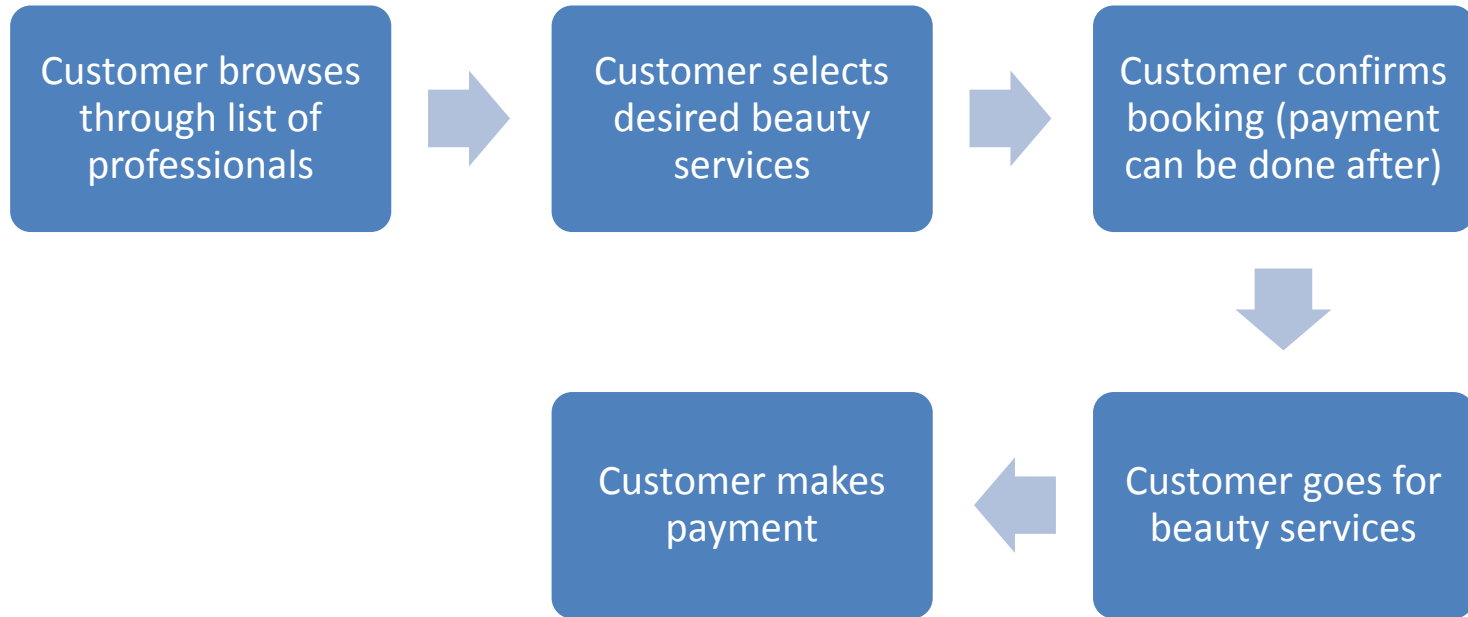 Customer browses
through list of
professionals
Customer selects
desired beauty
services
Customer confirms
booking (payment
can be done after)
Customer goes for
beauty services
Customer makes
payment